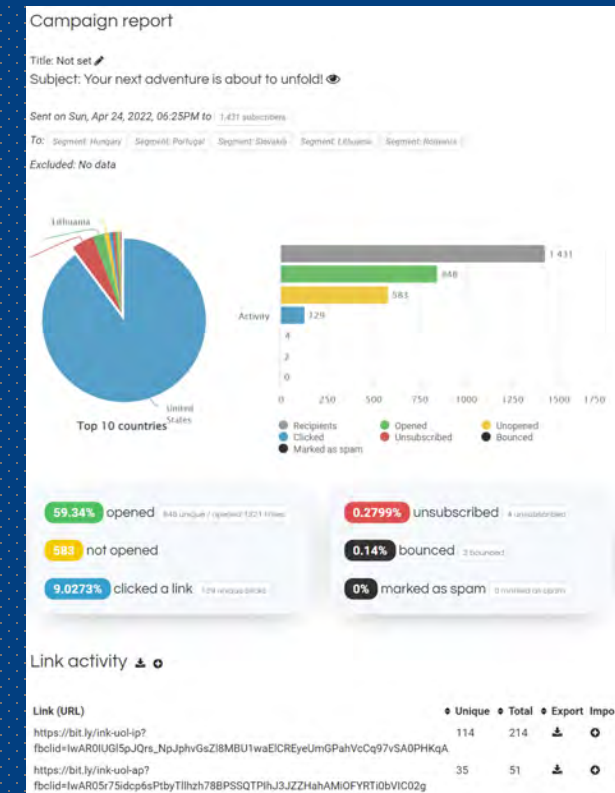 Campaign report
Title: Not set
Subject: Your next adventure is about to unfold!
Sent on Sun, Apr 24, 2022, 06:25PM to 1,431 subscribers
To: Segment: Hungary Segment: Portugal Segment: Slovakia Segment: Lithuania Segment: Romania
Excluded: No data
Lithuania
United
States
Top 10 countries
1 431
848
583
Activity
129
4
2
0
0 250 500 750 1000 1250 1500 1750
Recipients Opened Unopened
Clicked Unsubscribed Bounced
Marked as spam
59.34% opened 848 unique / opened 1321 times
583 not opened
9.0273% clicked a link 129 unique clicks
0.2799% unsubscribed 4 unsubscribed
0.14% bounced 2 bounced
0% marked as spam 0 marked as spam
Link activity
Link (URL) Unique Total Export Impo
https://bit.ly/ink-uol-ip? 114 214
fbclid=IwAR0IUGl5pJQrs_NpJphvGsZl8MBU1waElCREyeUmGPahVcCq97vSA0PHKqA
https://bit.ly/ink-uol-ap? 35 51
fbclid=IwAR05r75idcp6sPtbyTllhzh78BPSSQTPlhJ3JZZHahAMiOFYRTi0bVIC02g